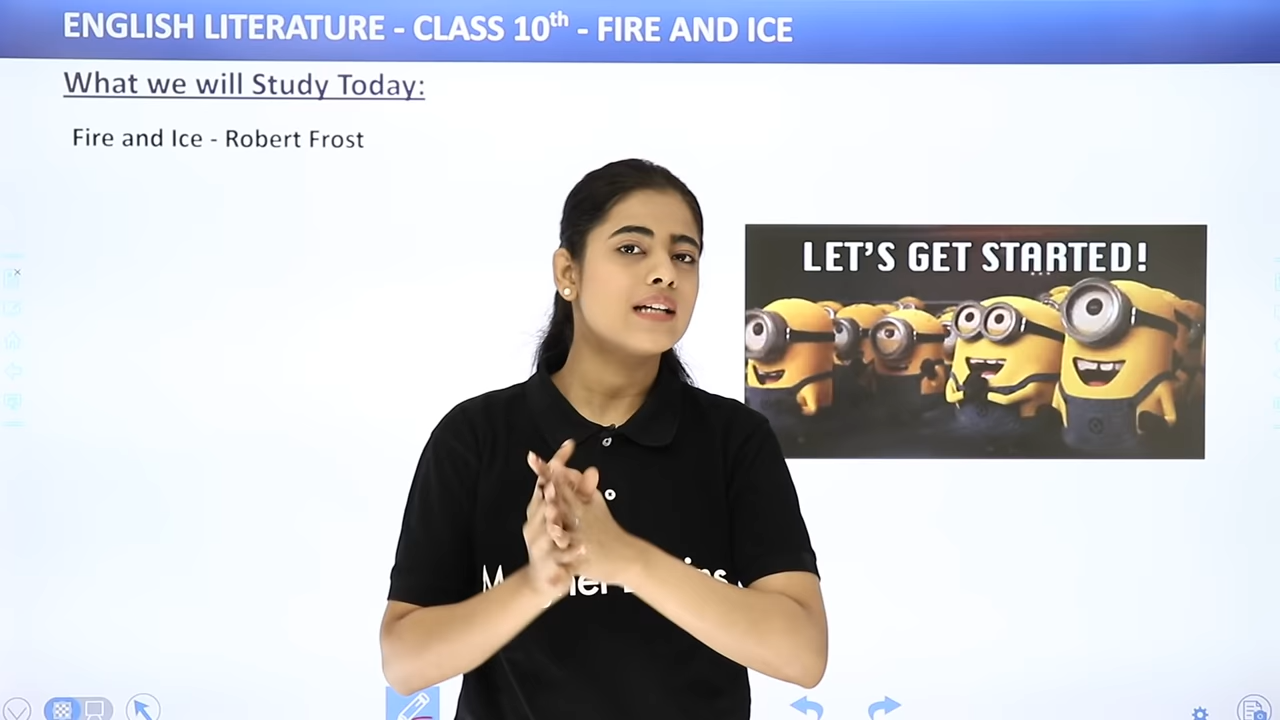 ENGLISH LITERATURE - CLASS 10th - FIRE AND ICE
What we will Study Today:
Fire and Ice - Robert Frost
LET'S GET STARTED!